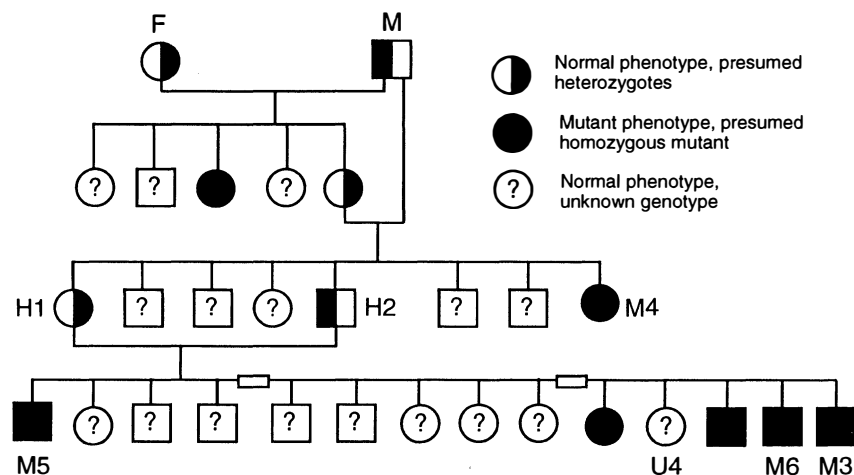 F M
Normal phenotype, presumed
heterozygotes
Mutant phenotype, presumed
homozygous mutant
? Normal phenotype,
unknown genotype
? ? ?
H1 ? ? ? H2 ? ? M4
? ? ? ? ? ? ? ? ?
M5 U4 M6 M3